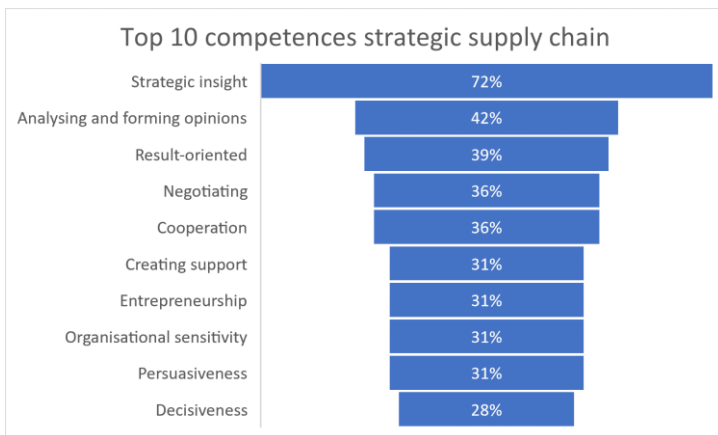 Top 10 competences strategic supply chain
Strategic insight 72%
Analysing and forming opinions 42%
Result-oriented 39%
Negotiating 36%
Cooperation 36%
Creating support 31%
Entrepreneurship 31%
Organisational sensitivity 31%
Persuasiveness 31%
Decisiveness 28%